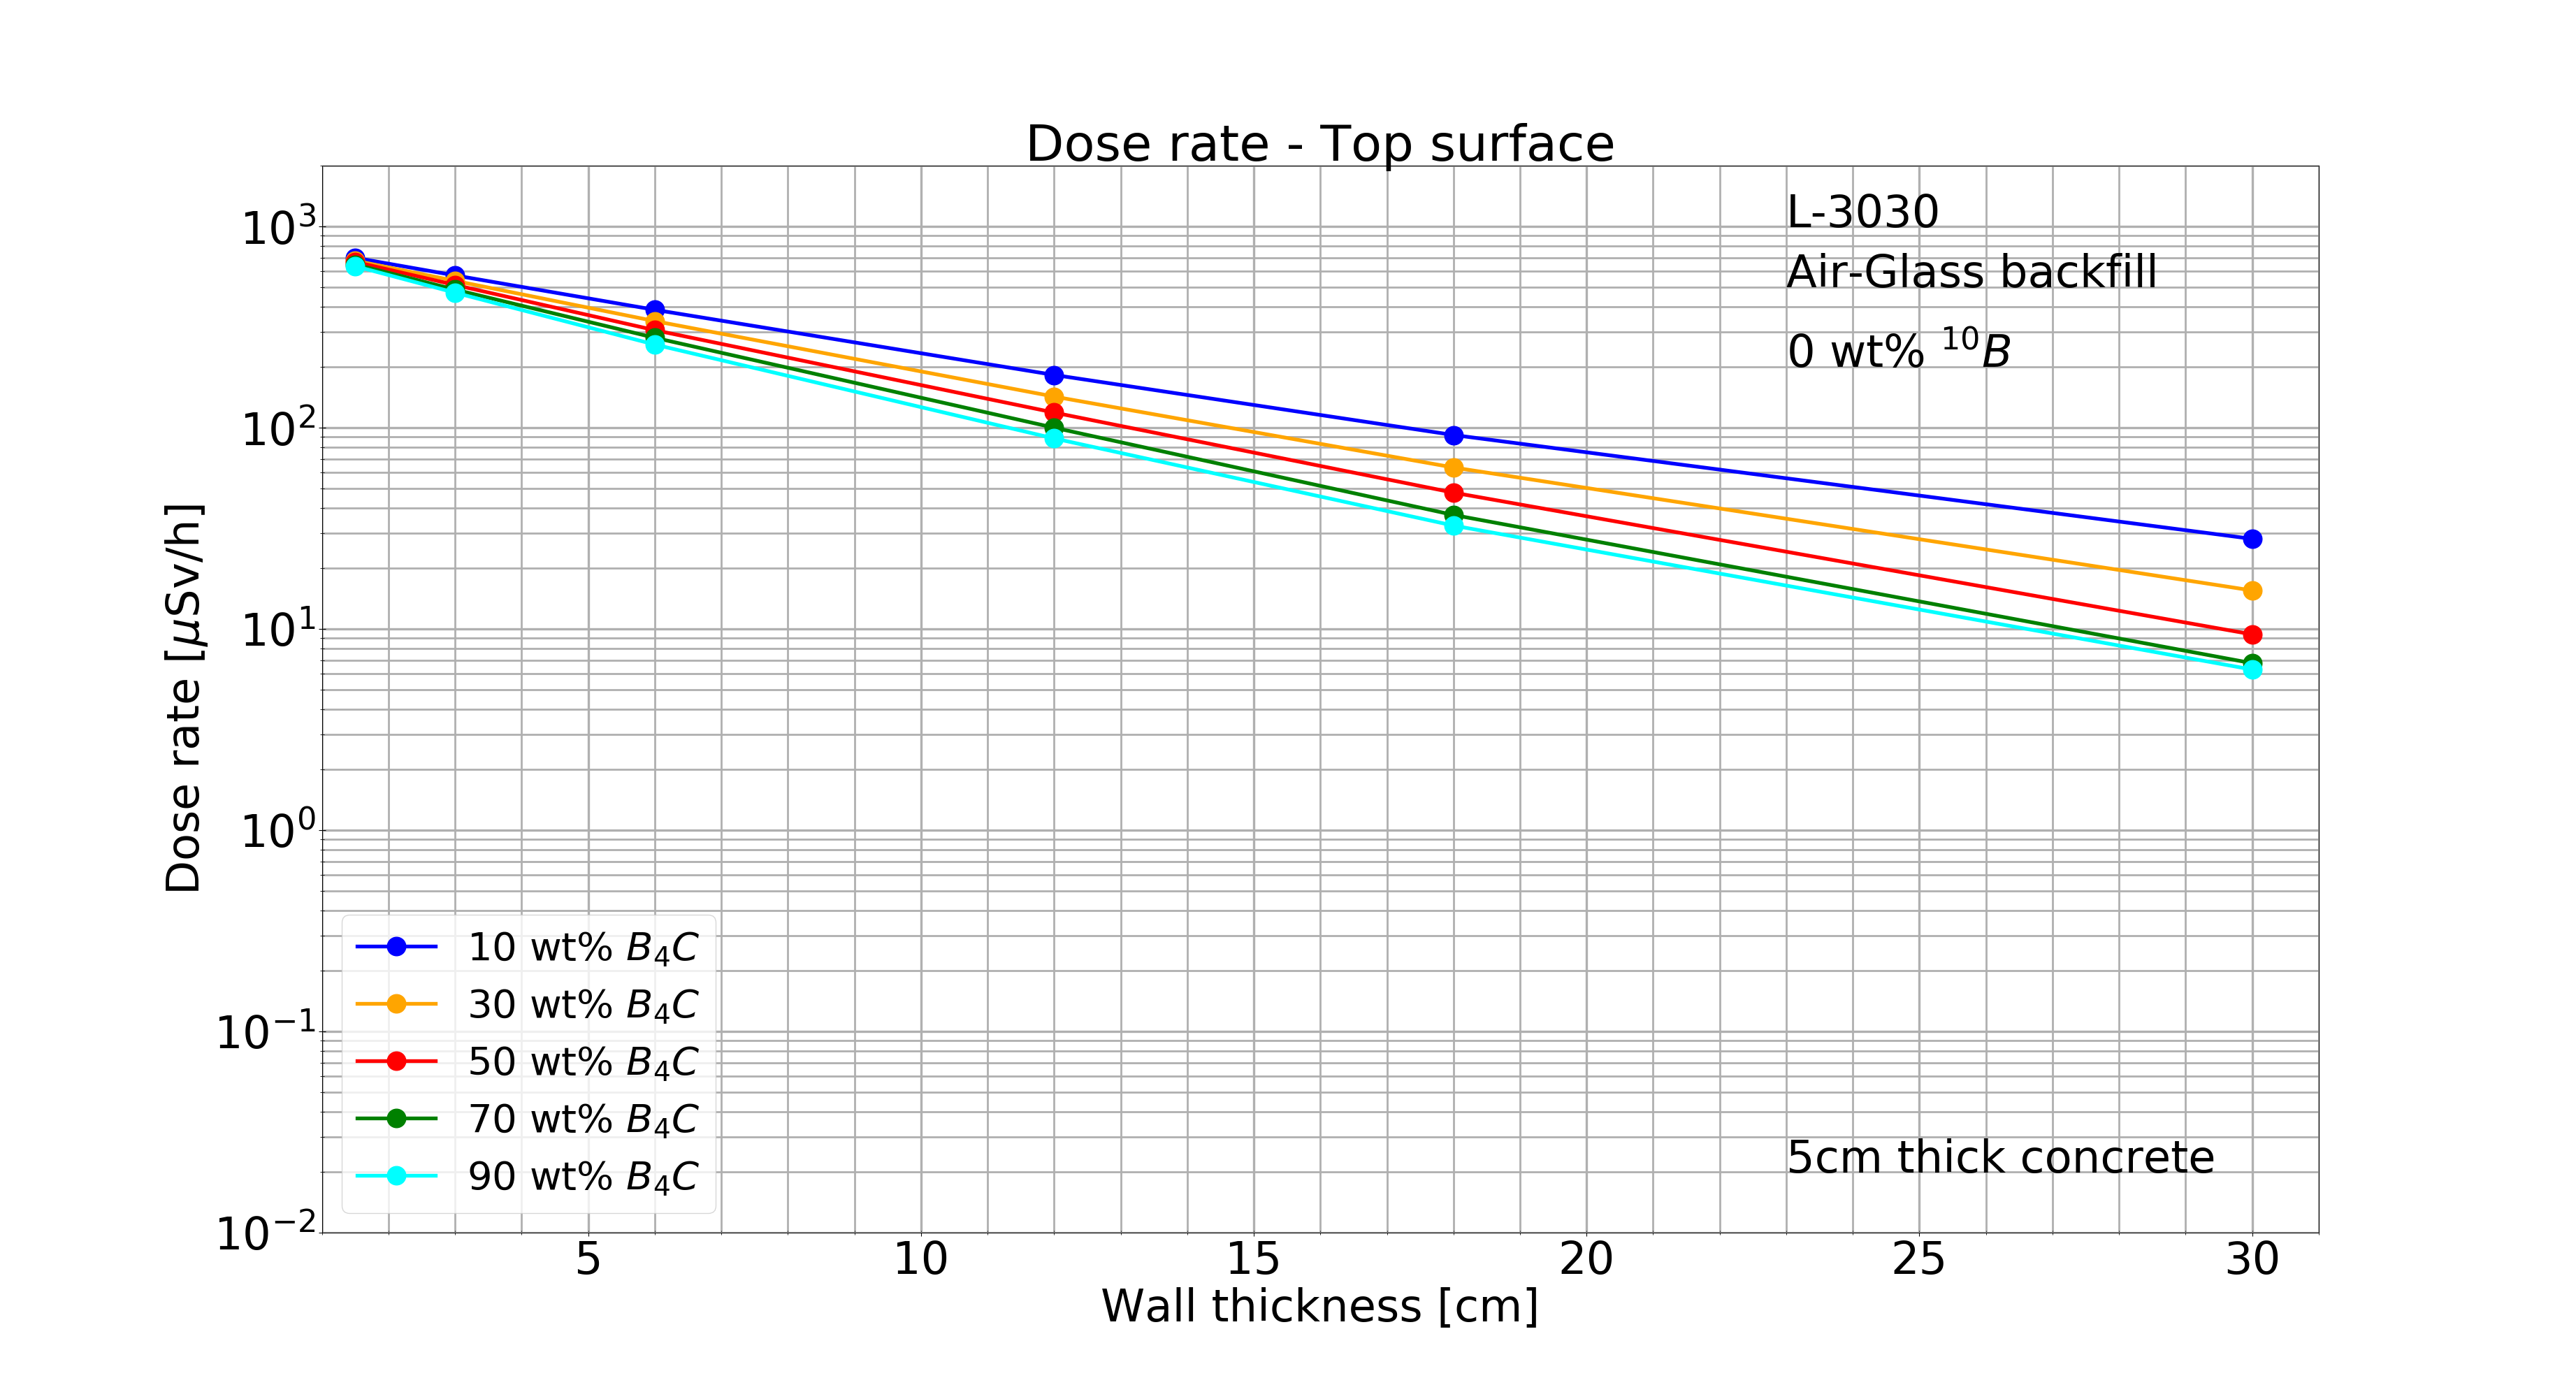 Dose rate - Top surface
L-3030
Air-Glass backfill
0 wt% ¹⁰B
5cm thick concrete
Dose rate [μSv/h]
10³
10²
10¹
10⁰
10⁻¹
10⁻²
10 wt% B₄C
30 wt% B₄C
50 wt% B₄C
70 wt% B₄C
90 wt% B₄C
5 10 15 20 25 30
Wall thickness [cm]